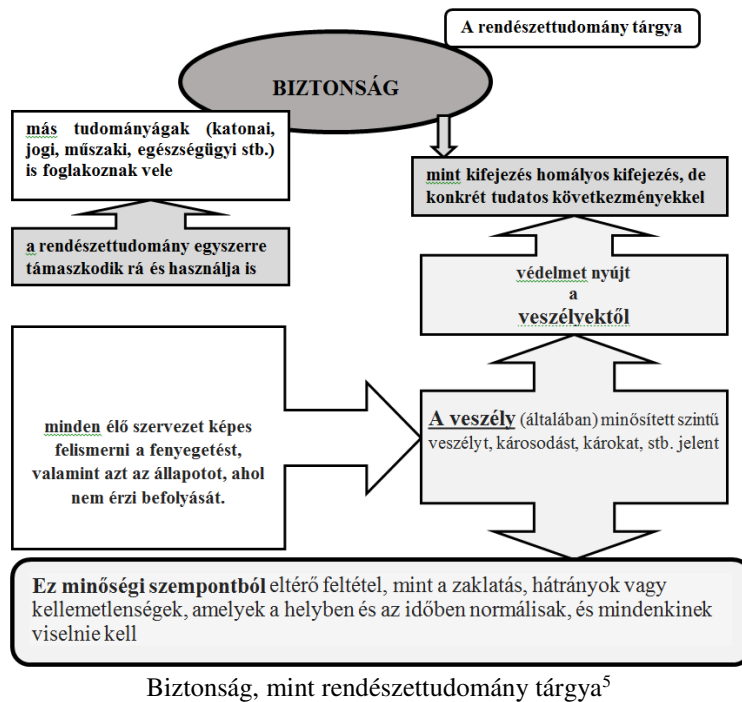 A rendészettudomány tárgya
BIZTONSÁG
más tudományágak (katonai,
jogi, műszaki, egészségügyi stb.)
is foglakoznak vele
mint kifejezés homályos kifejezés, de
konkrét tudatos következményekkel
a rendészettudomány egyszerre
támaszkodik rá és használja is
védelmet nyújt
a
veszélyektől
minden élő szervezet képes
felismerni a fenyegetést,
valamint azt az állapotot, ahol
nem érzi befolyását.
A veszély (általában) minősített szintű
veszélyt, károsodást, károkat, stb. jelent
Ez minőségi szempontból eltérő feltétel, mint a zaklatás, hátrányok vagy
kellemetlenségek, amelyek a helyben és az időben normálisak, és mindenkinek
viselnie kell
Biztonság, mint rendészettudomány tárgya⁵